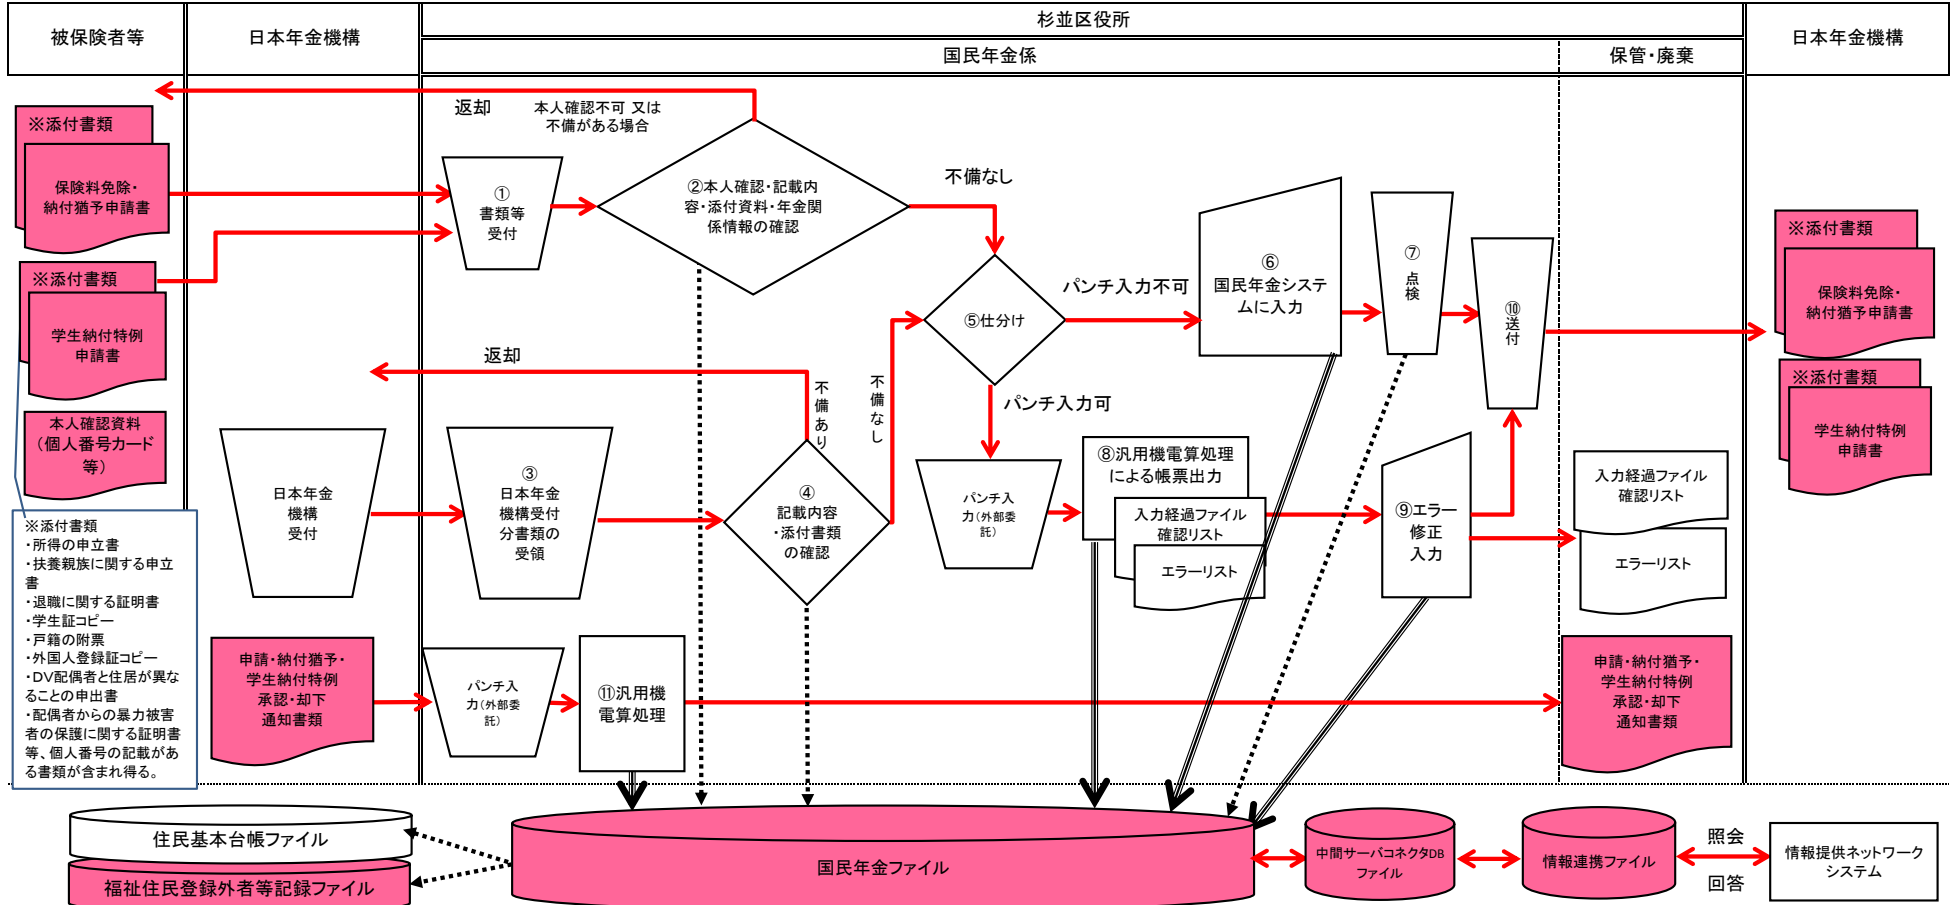 被保険者等
日本年金機構
杉並区役所
国民年金係
保管・廃棄
日本年金機構
※添付書類
保険料免除・
納付猶予申請書
※添付書類
学生納付特例
申請書
本人確認資料
（個人番号カード
等）
※添付書類
・所得の申立書
・扶養親族に関する申立
書
・退職に関する証明書
・学生証コピー
・戸籍の附票
・外国人登録証コピー
・DV配偶者と住居が異な
ることの申出書
・配偶者からの暴力被害
者の保護に関する証明書
等、個人番号の記載があ
る書類が含まれ得る。
日本年金
機構
受付
申請・納付猶予・
学生納付特例
承認・却下
通知書類
返却
本人確認不可 又は
不備がある場合
①
書類等
受付
②本人確認・記載内
容・添付資料・年金関
係情報の確認
不備なし
返却
③
日本年金
機構受付
分書類の
受領
④
記載内容
・添付書類
の確認
不備あり
不備なし
⑤仕分け
パンチ入力不可
パンチ入力可
⑥
国民年金システ
ムに入力
⑦
点検
⑩送付
パンチ入
力（外部委
託）
⑧汎用機電算処理
による帳票出力
入力経過ファイル
確認リスト
エラーリスト
⑨エラー
修正
入力
入力経過ファイル
確認リスト
エラーリスト
パンチ入
力（外部委
託）
⑪汎用機
電算処理
申請・納付猶予・
学生納付特例
承認・却下
通知書類
※添付書類
保険料免除・
納付猶予申請書
※添付書類
学生納付特例
申請書
住民基本台帳ファイル
福祉住民登録外者等記録ファイル
国民年金ファイル
中間サーバコネクタDB
ファイル
情報連携ファイル
照会
回答
情報提供ネットワーク
システム